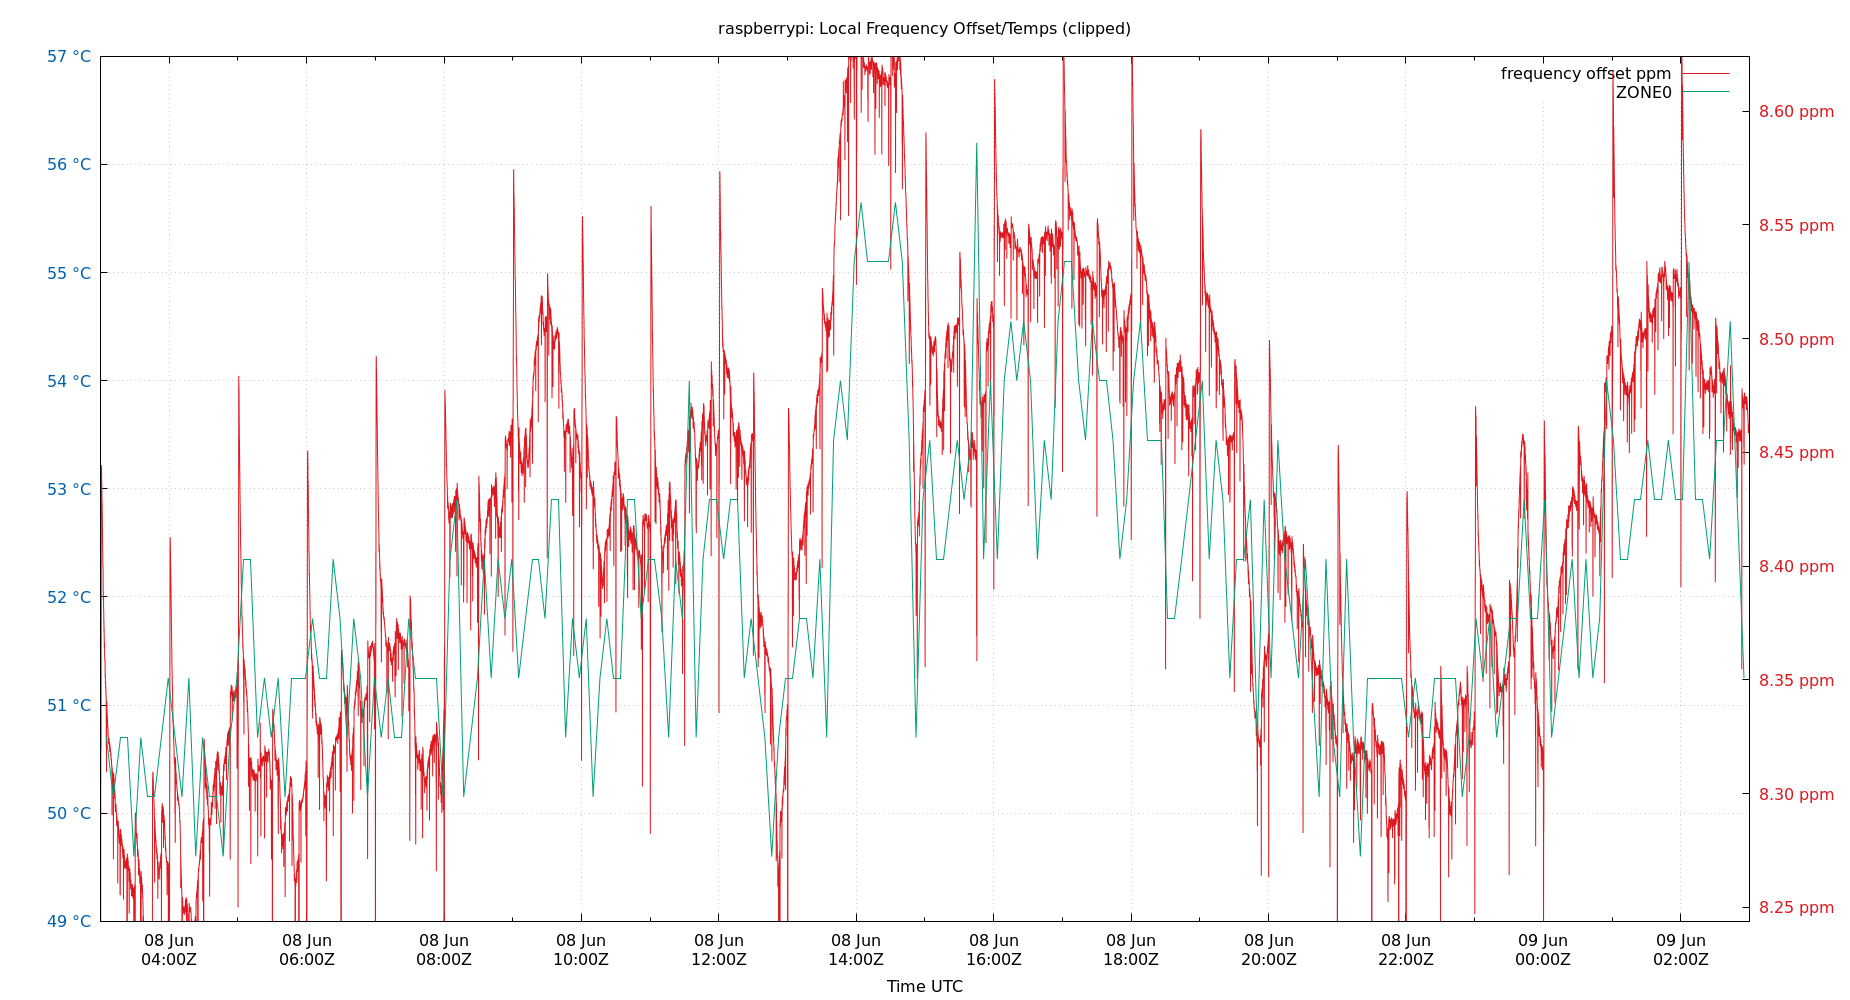 raspberrypi: Local Frequency Offset/Temps (clipped)
57 °C
56 °C
55 °C
54 °C
53 °C
52 °C
51 °C
50 °C
49 °C
frequency offset ppm
ZONE0
8.60 ppm
8.55 ppm
8.50 ppm
8.45 ppm
8.40 ppm
8.35 ppm
8.30 ppm
8.25 ppm
08 Jun 08 Jun 08 Jun 08 Jun 08 Jun 08 Jun 08 Jun 08 Jun 08 Jun 08 Jun 09 Jun 09 Jun
04:00Z 06:00Z 08:00Z 10:00Z 12:00Z 14:00Z 16:00Z 18:00Z 20:00Z 22:00Z 00:00Z 02:00Z
Time UTC